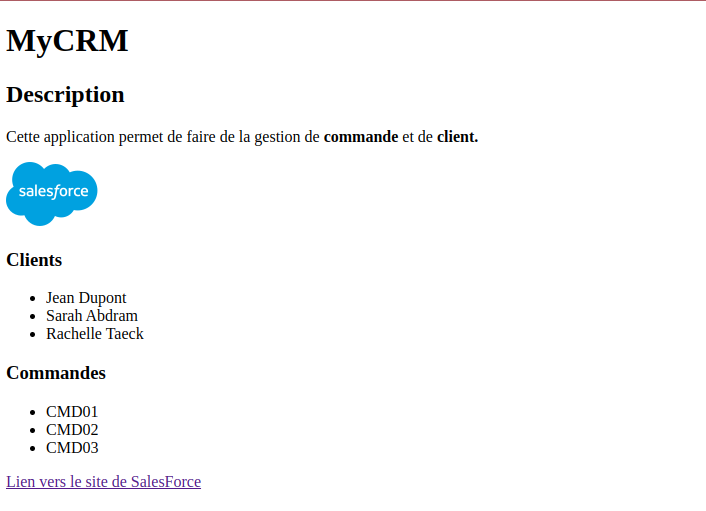 MyCRM
Description
Cette application permet de faire de la gestion de commande et de client.
salesforce
Clients
Jean Dupont
Sarah Abdram
Rachelle Taeck
Commandes
CMD01
CMD02
CMD03
Lien vers le site de SalesForce